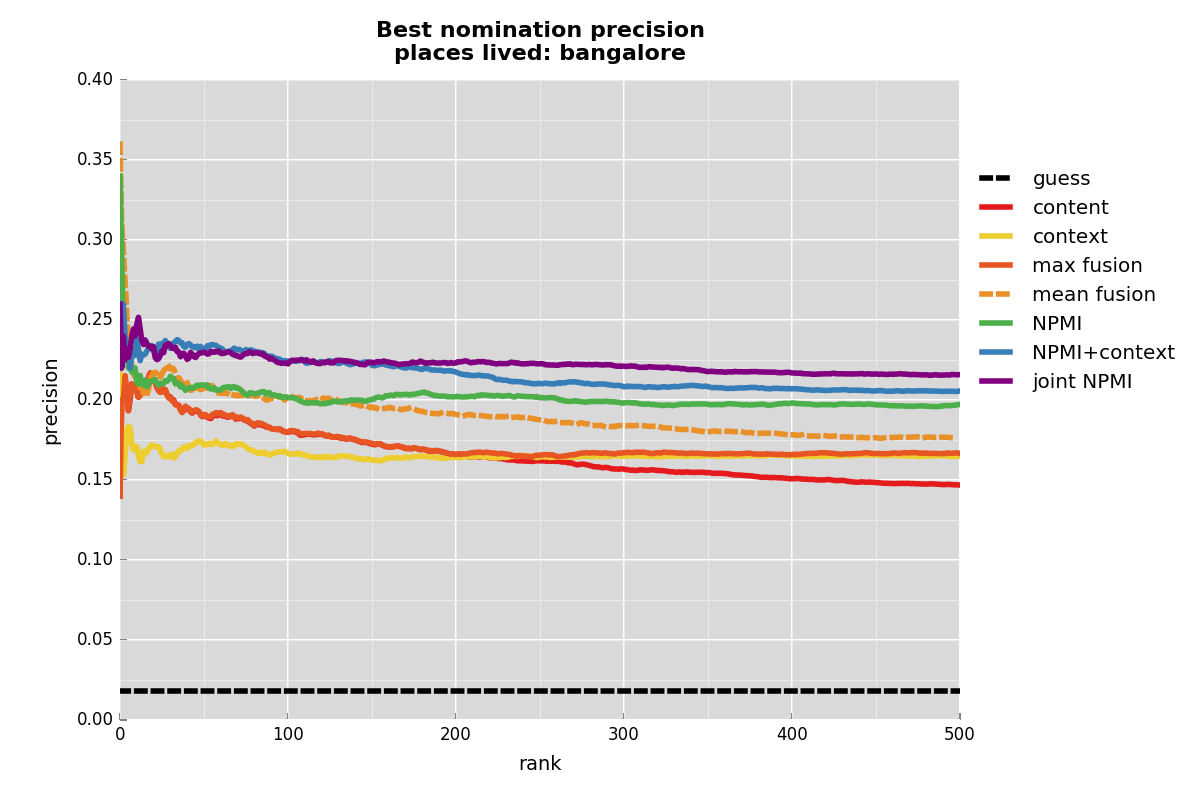 Best nomination precision
places lived: bangalore
precision
0.40
0.35
0.30
0.25
0.20
0.15
0.10
0.05
0.00
0 100 200 300 400 500
rank
guess
content
context
max fusion
mean fusion
NPMI
NPMI+context
joint NPMI